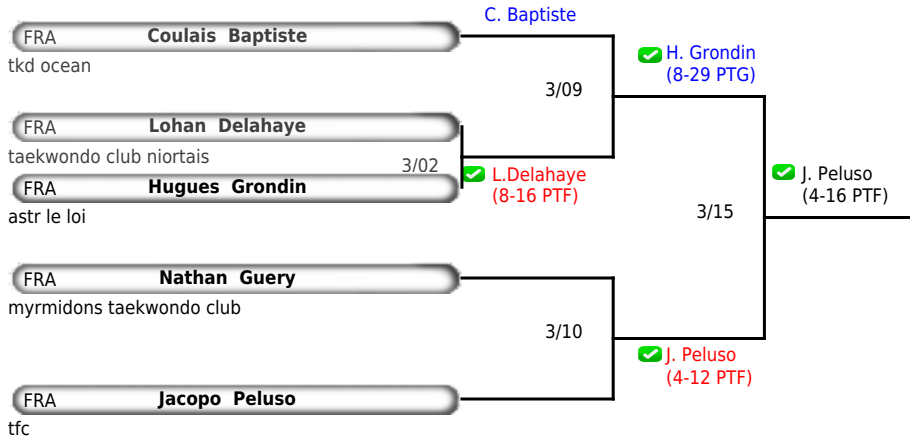 FRA Coulais Baptiste
tkd ocean
C. Baptiste
FRA Lohan Delahaye
taekwondo club niortais
3/02
FRA Hugues Grondin
astr le loi
L.Delahaye
(8-16 PTF)
3/09
H. Grondin
(8-29 PTG)
FRA Nathan Guery
myrmidons taekwondo club
3/10
FRA Jacopo Peluso
tfc
J. Peluso
(4-12 PTF)
3/15
J. Peluso
(4-16 PTF)